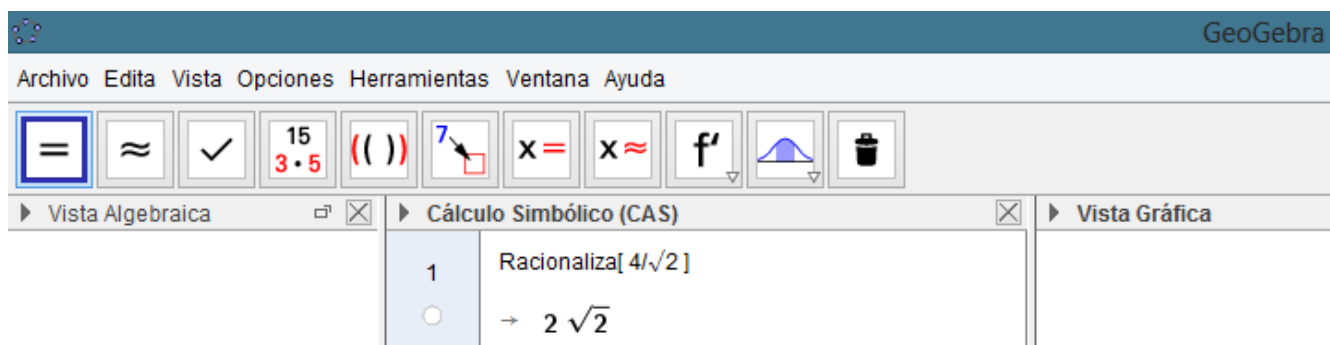 GeoGebra
Archivo Edita Vista Opciones Herramientas Ventana Ayuda
= ≈ ✓ 15 (( )) 7 x= x≈ f′
3·5
Vista Algebraica
Cálculo Simbólico (CAS)
Vista Gráfica
1
Racionaliza[ 4/√2 ]
→ 2 √2